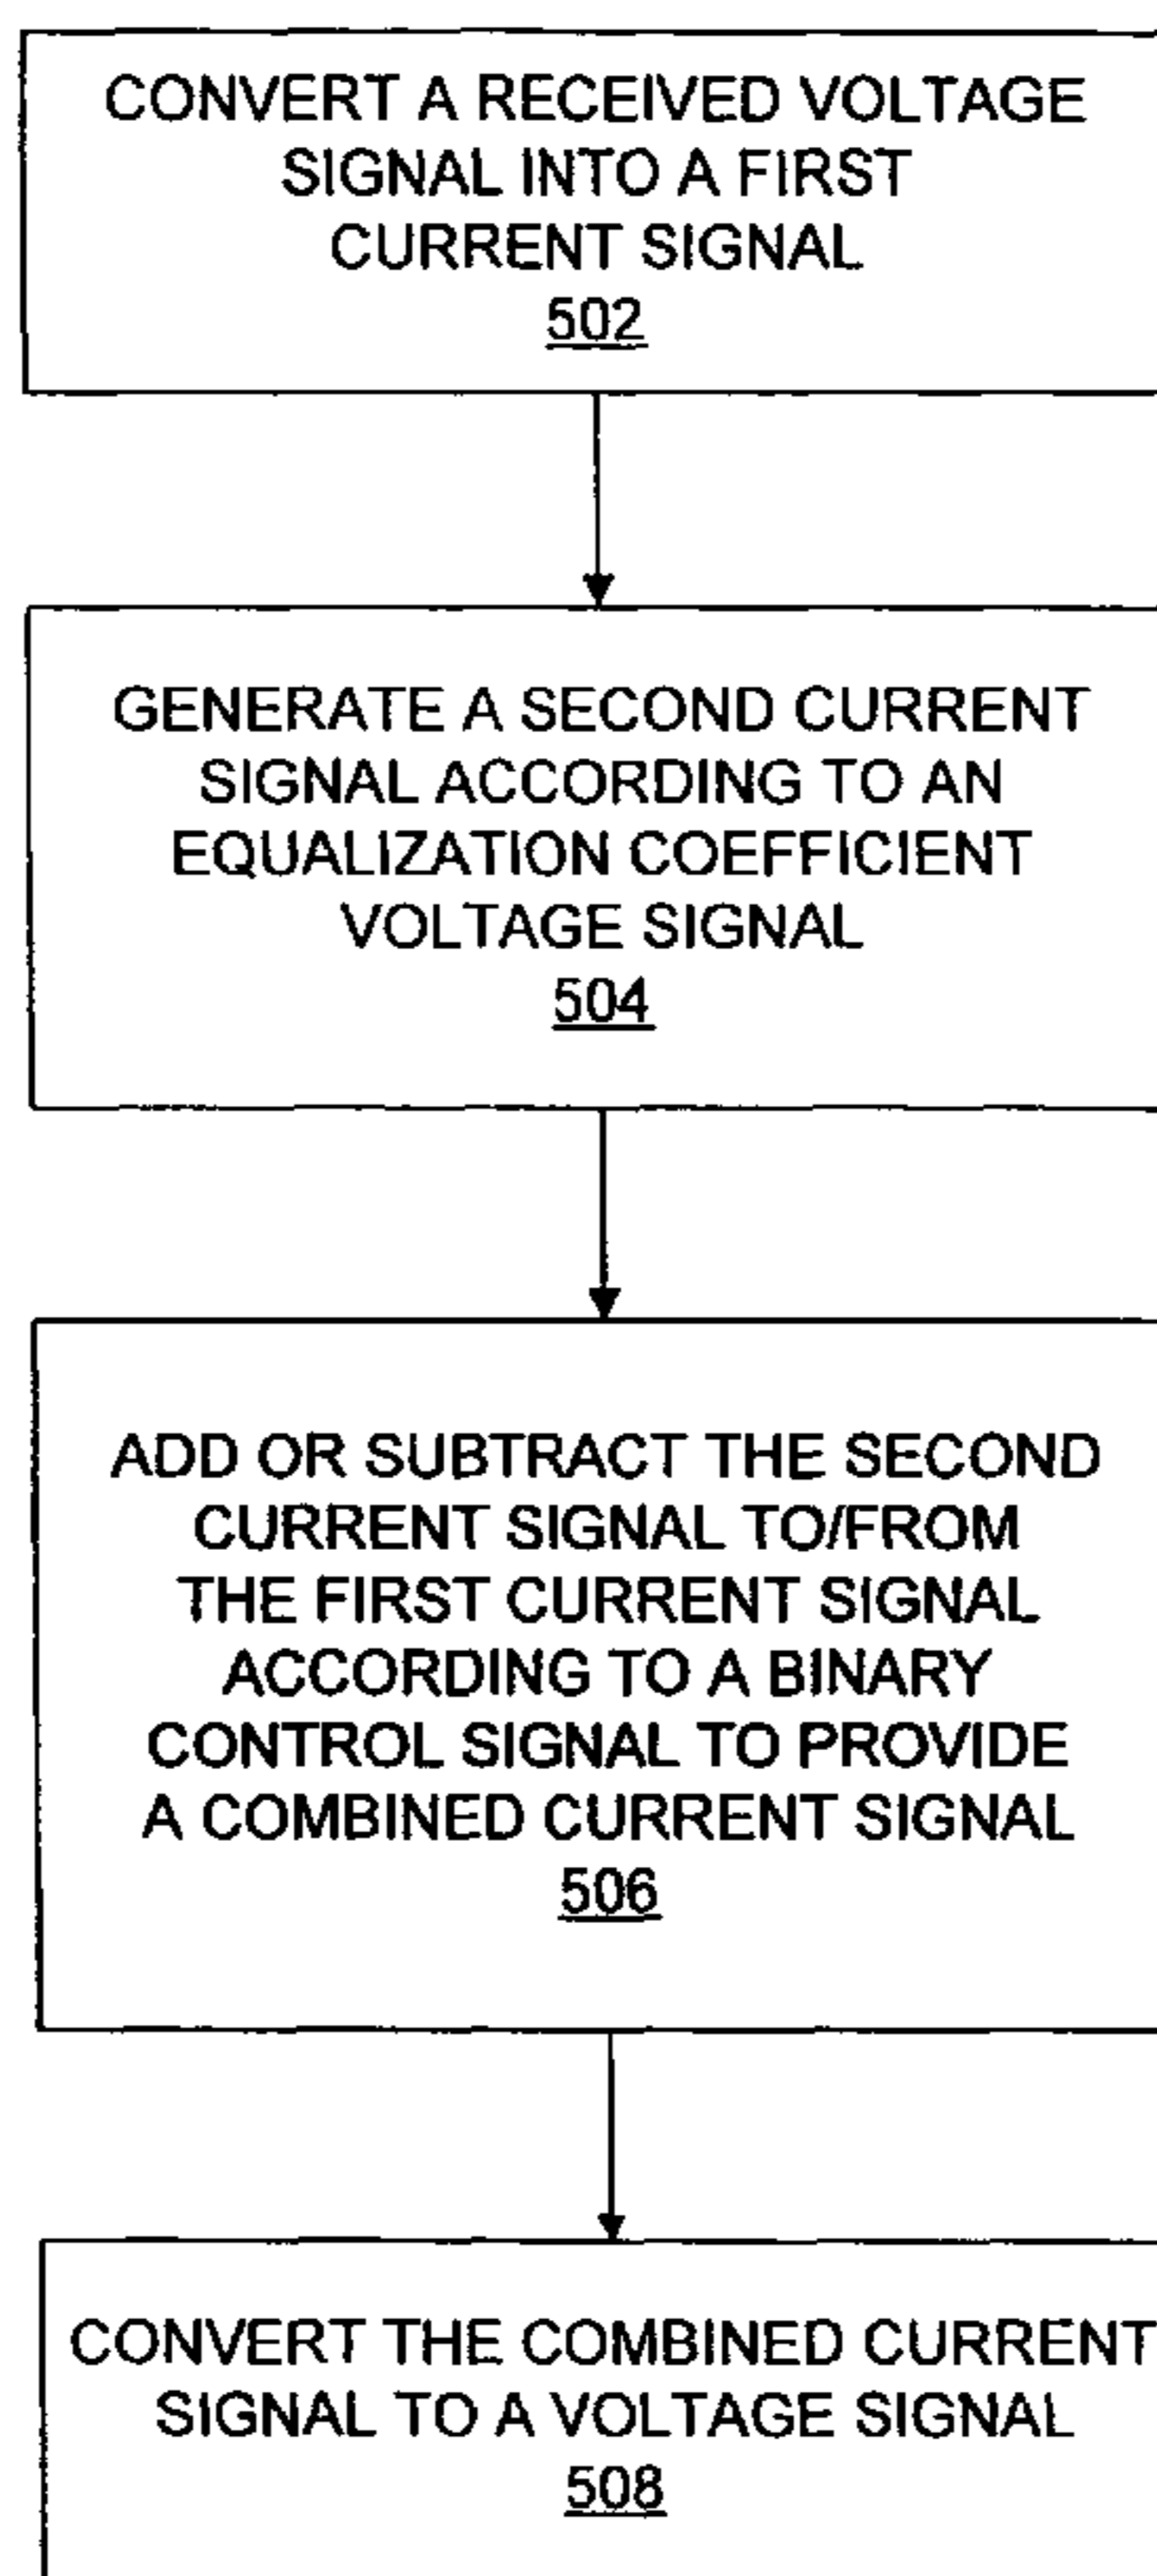 CONVERT A RECEIVED VOLTAGE
SIGNAL INTO A FIRST
CURRENT SIGNAL
502
GENERATE A SECOND CURRENT
SIGNAL ACCORDING TO AN
EQUALIZATION COEFFICIENT
VOLTAGE SIGNAL
504
ADD OR SUBTRACT THE SECOND
CURRENT SIGNAL TO/FROM
THE FIRST CURRENT SIGNAL
ACCORDING TO A BINARY
CONTROL SIGNAL TO PROVIDE
A COMBINED CURRENT SIGNAL
506
CONVERT THE COMBINED CURRENT
SIGNAL TO A VOLTAGE SIGNAL
508